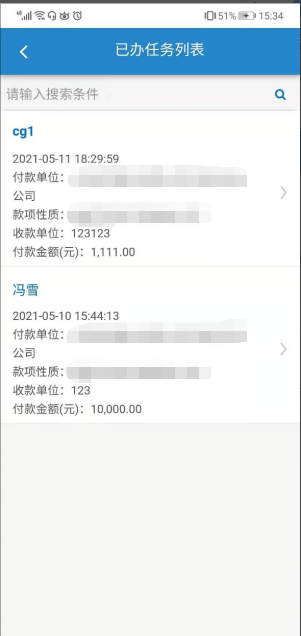 51% 15:34
已办任务列表
请输入搜索条件
cg1
2021-05-11 18:29:59
付款单位：
公司
款项性质：
收款单位：123123
付款金额(元)：1,111.00
冯雪
2021-05-10 15:44:13
付款单位：
公司
款项性质：
收款单位：123
付款金额(元)：10,000.00